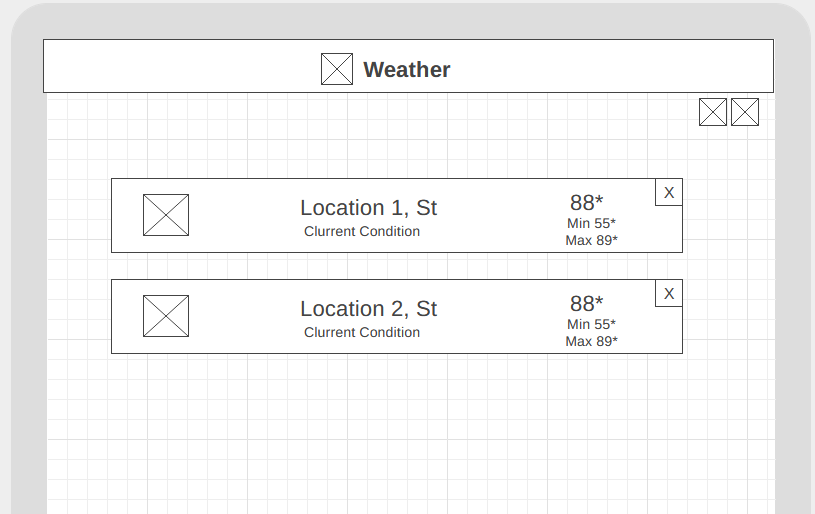 Weather
X
Location 1, St
88*
Clurrent Condition
Min 55*
Max 89*
X
Location 2, St
88*
Clurrent Condition
Min 55*
Max 89*